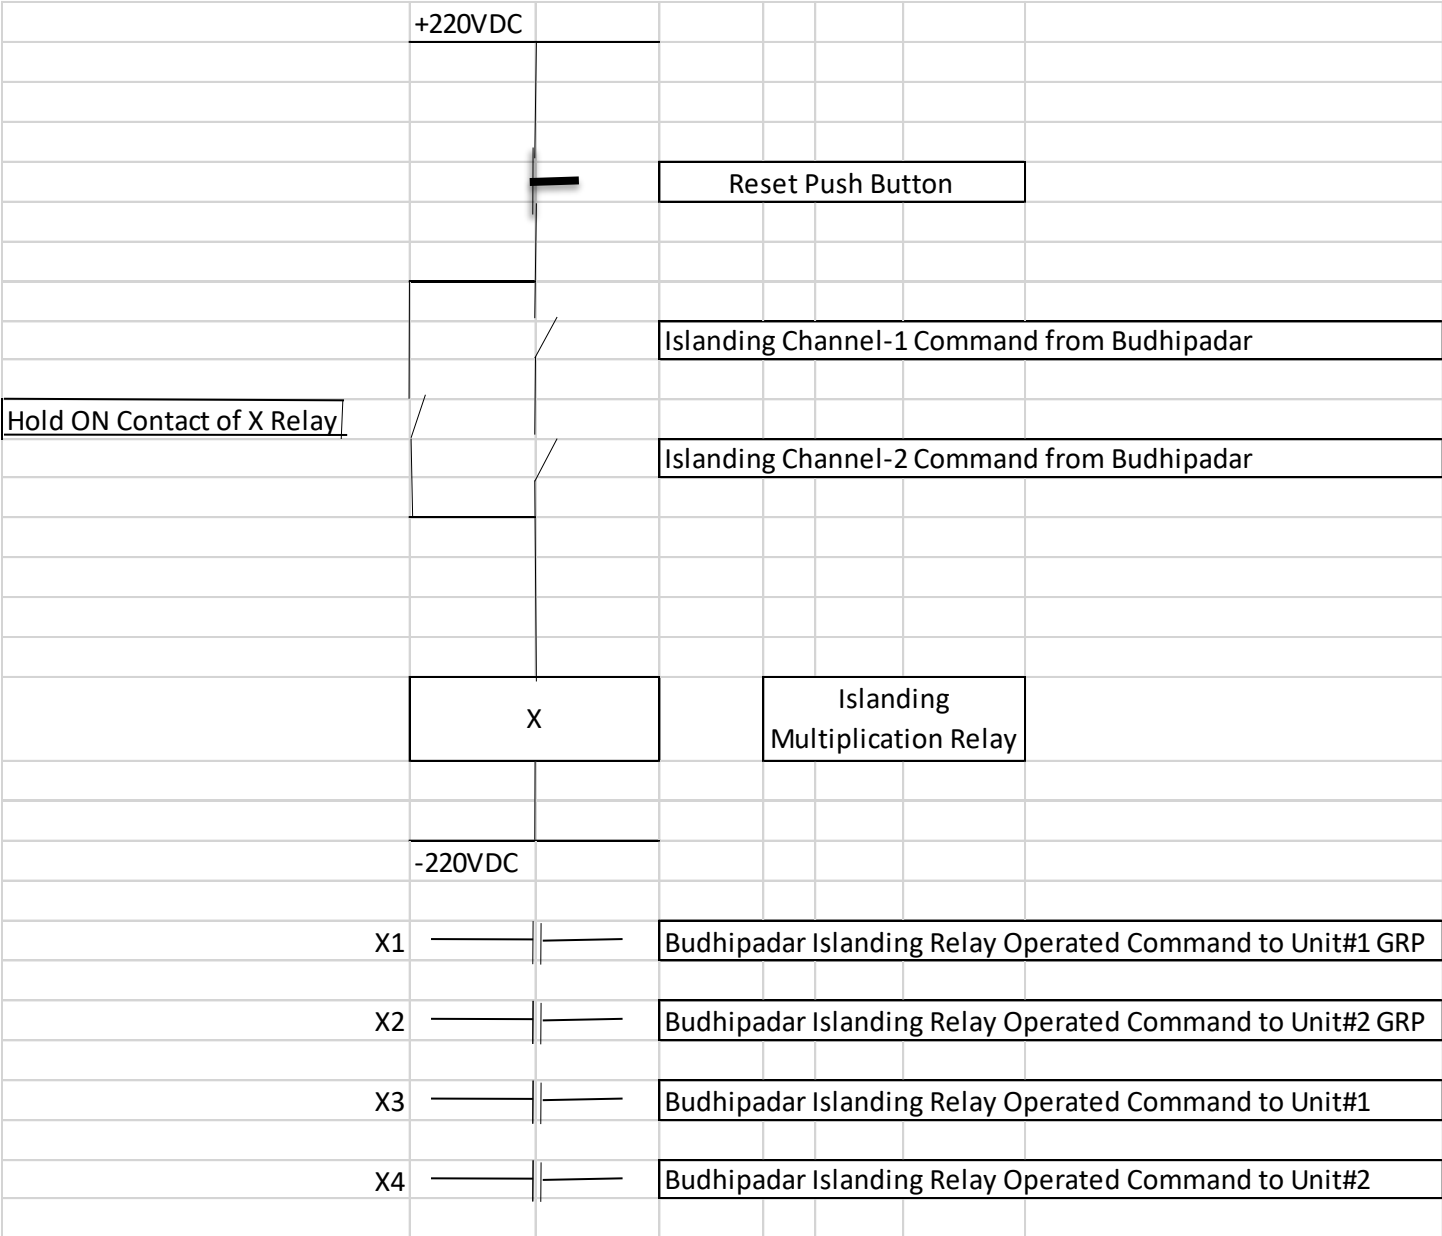 +220VDC
Reset Push Button
Islanding Channel-1 Command from Budhipadar
Hold ON Contact of X Relay
Islanding Channel-2 Command from Budhipadar
X
Islanding
Multiplication Relay
-220VDC
X1
Budhipadar Islanding Relay Operated Command to Unit#1 GRP
X2
Budhipadar Islanding Relay Operated Command to Unit#2 GRP
X3
Budhipadar Islanding Relay Operated Command to Unit#1
X4
Budhipadar Islanding Relay Operated Command to Unit#2